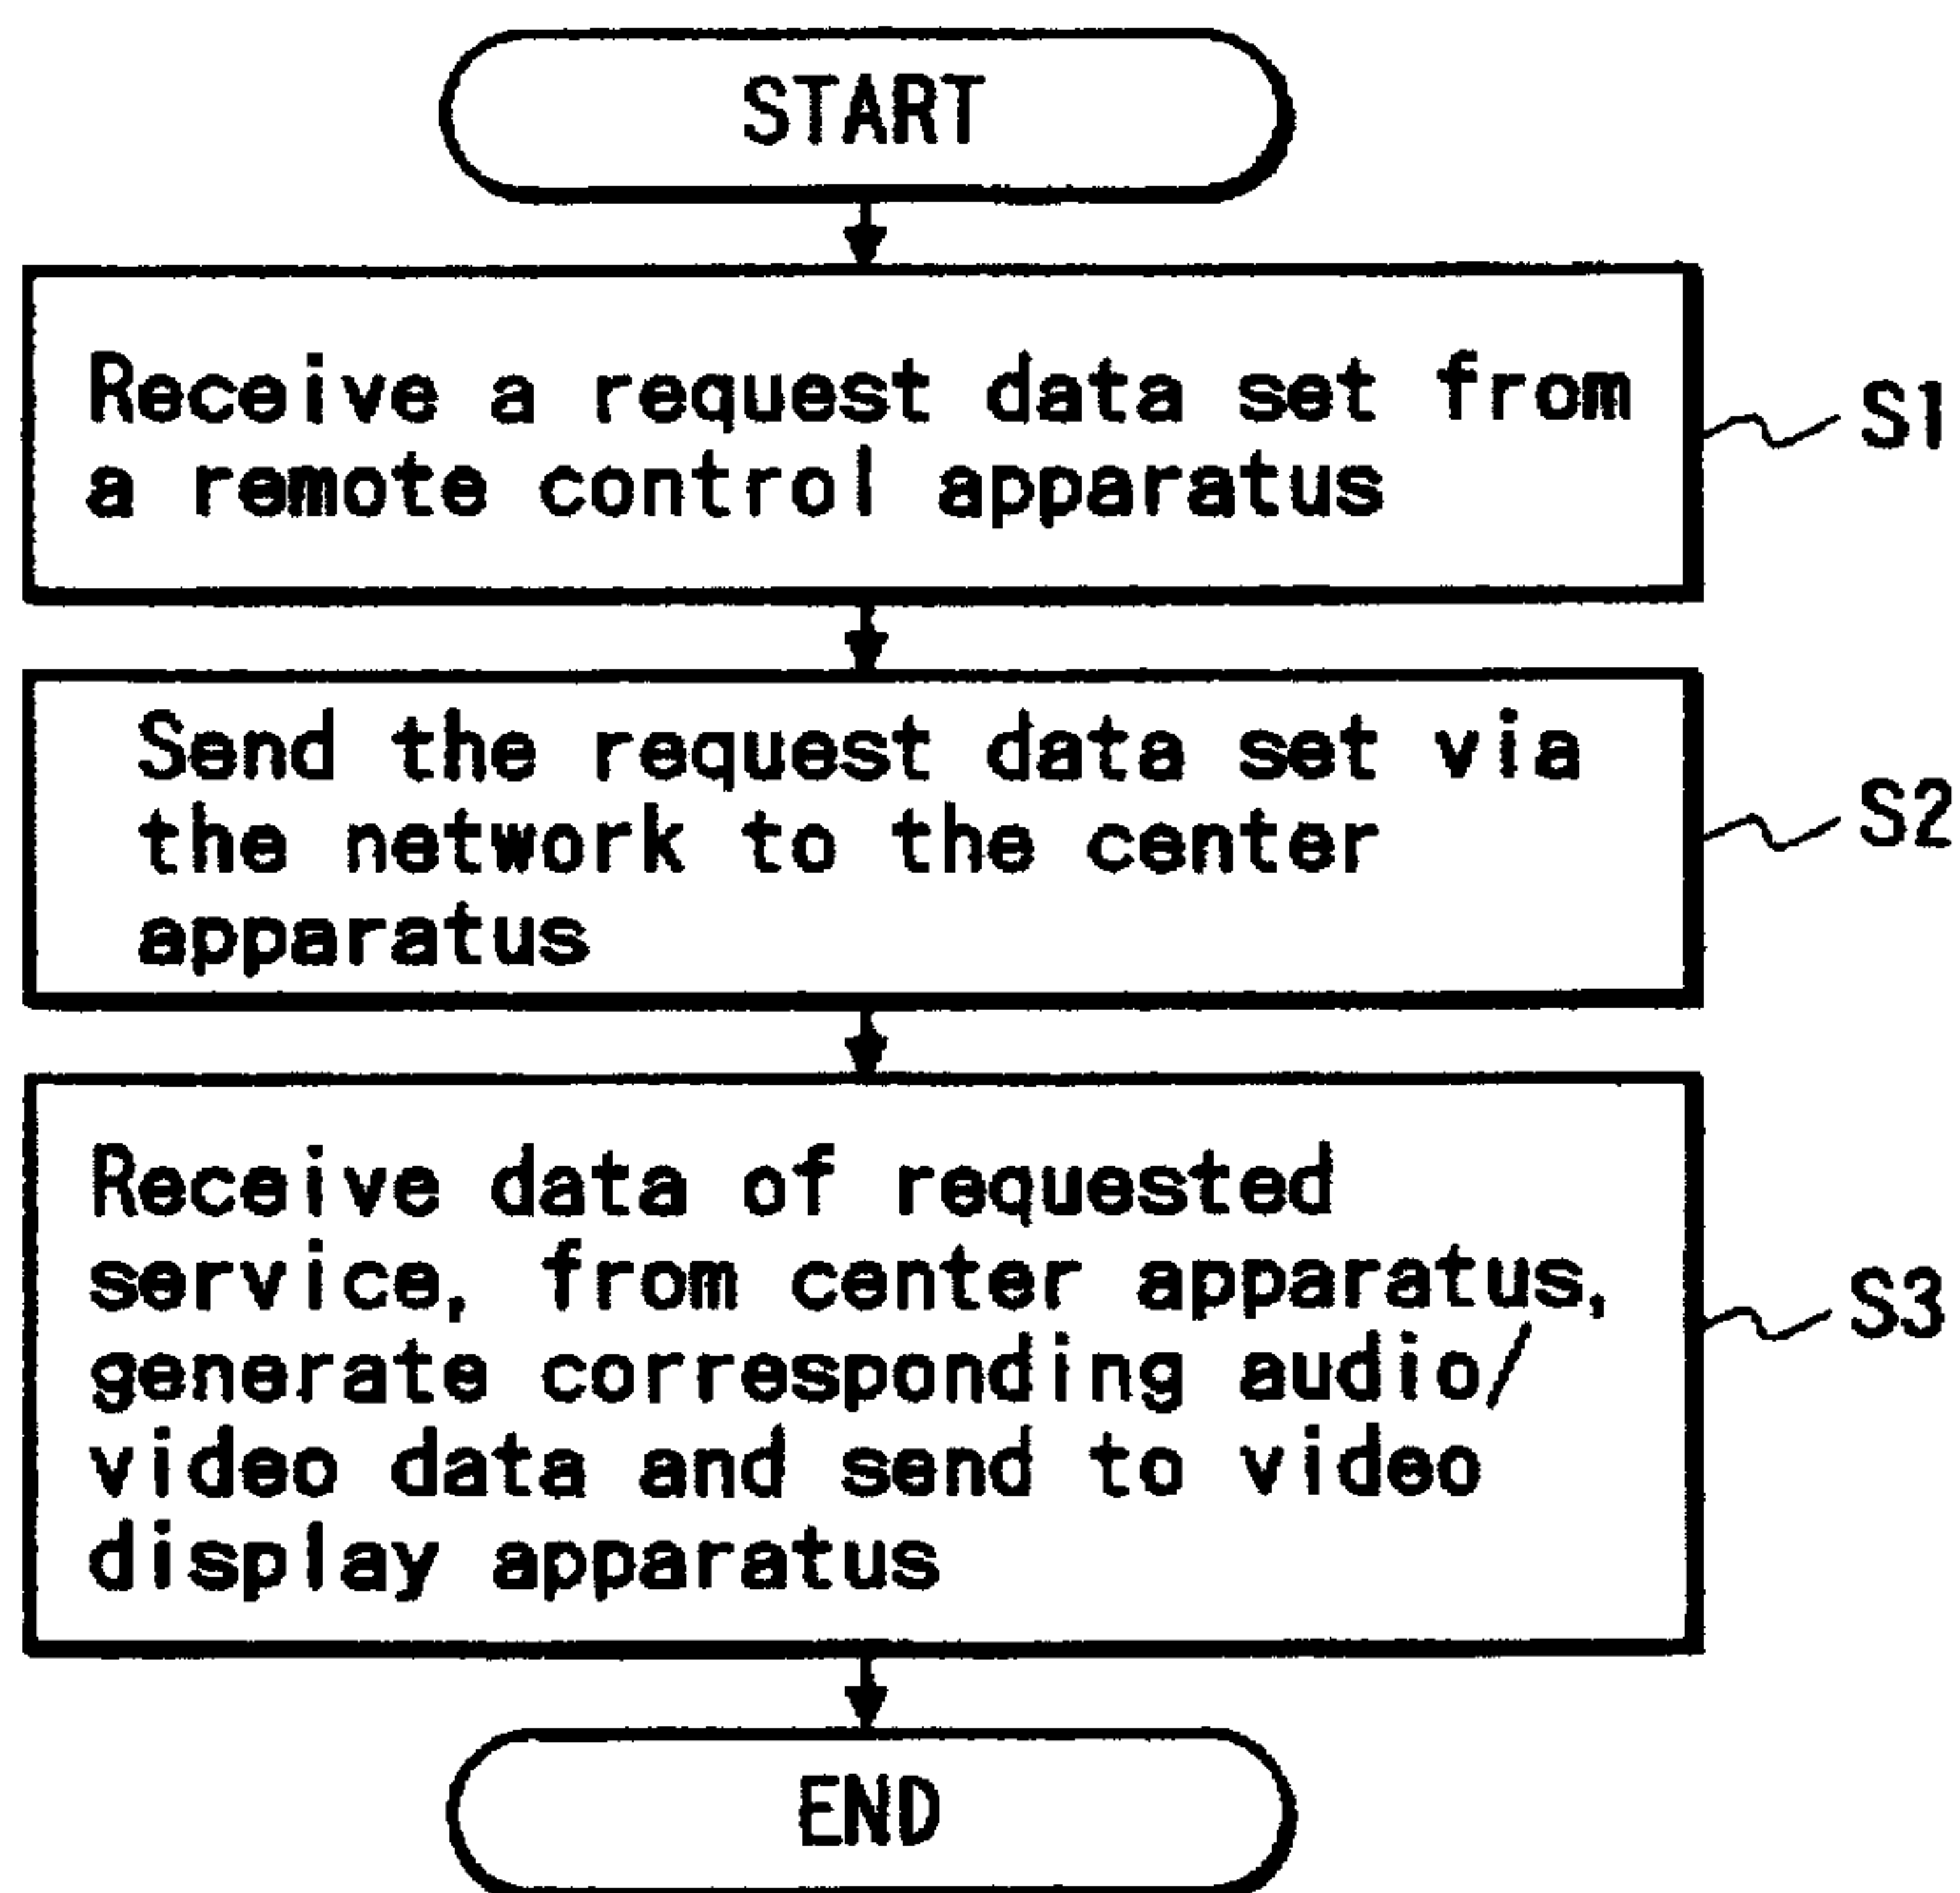 START
Receive a request data set from
a remote control apparatus
S1
Send the request data set via
the network to the center
apparatus
S2
Receive data of requested
service, from center apparatus,
generate corresponding audio/
video data and send to video
display apparatus
S3
END